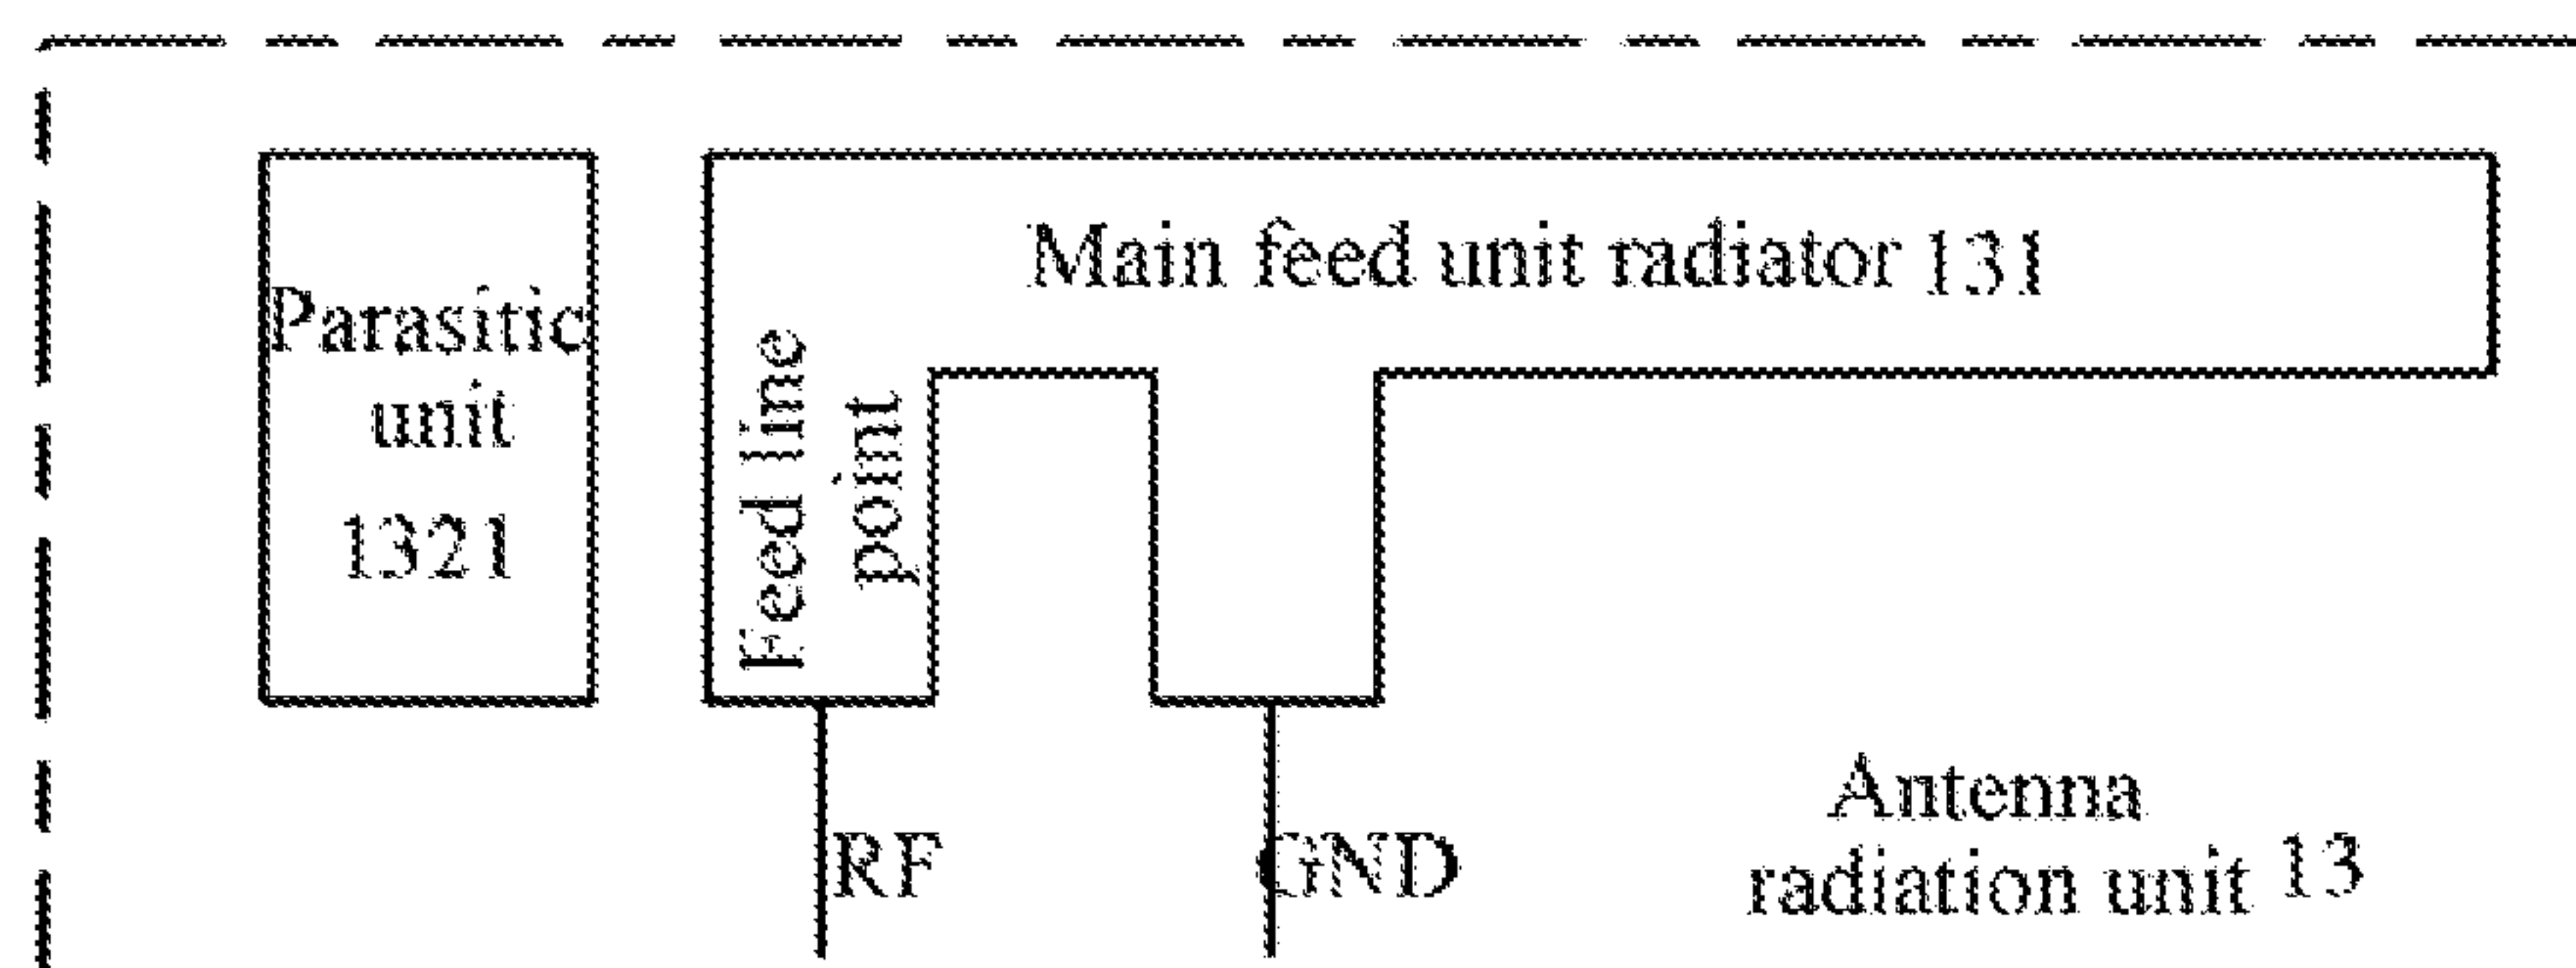 Main feed unit radiator 131
Parasitic
unit
1321
Feed line
point
RF
GND
Antenna
radiation unit 13